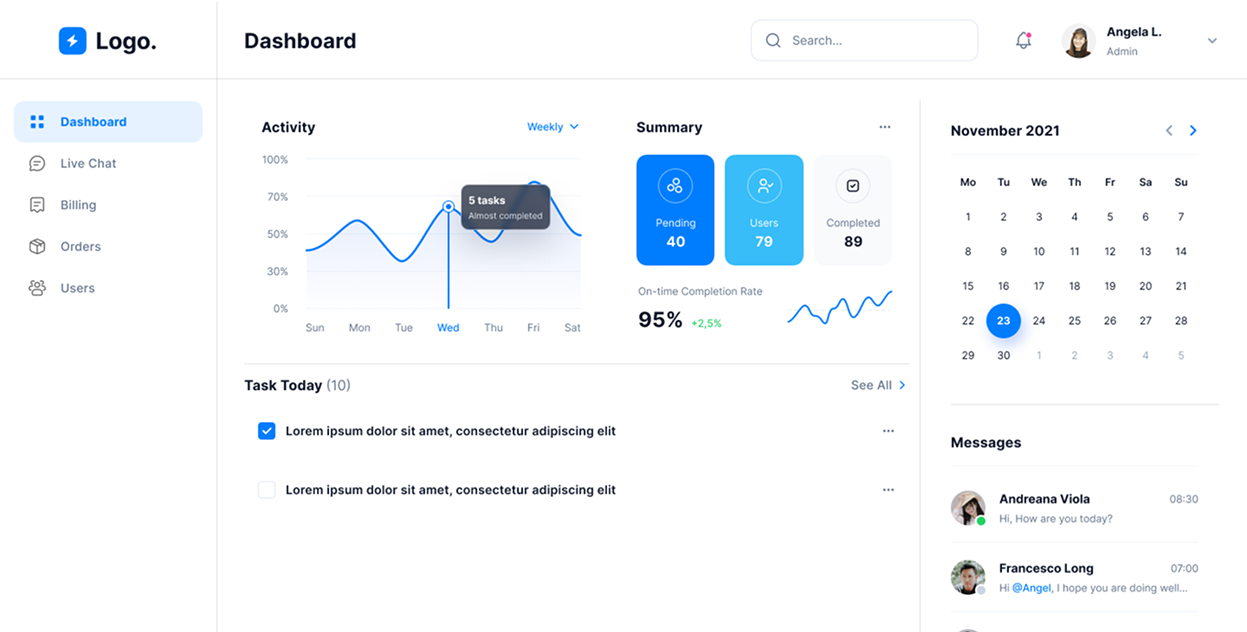 Logo.
Dashboard
Search...
Angela L.
Admin
Dashboard
Live Chat
Billing
Orders
Users
Activity
Weekly
100%
70%
50%
30%
0%
5 tasks
Almost completed
Sun Mon Tue Wed Thu Fri Sat
Summary
Pending
40
Users
79
Completed
89
On-time Completion Rate
95% +2,5%
Task Today (10)
See All
Lorem ipsum dolor sit amet, consectetur adipiscing elit
Lorem ipsum dolor sit amet, consectetur adipiscing elit
November 2021
Mo Tu We Th Fr Sa Su
1 2 3 4 5 6 7
8 9 10 11 12 13 14
15 16 17 18 19 20 21
22 23 24 25 26 27 28
29 30 1 2 3 4 5
Messages
Andreana Viola 08:30
Hi, How are you today?
Francesco Long 07:00
Hi @Angel, I hope you are doing well...